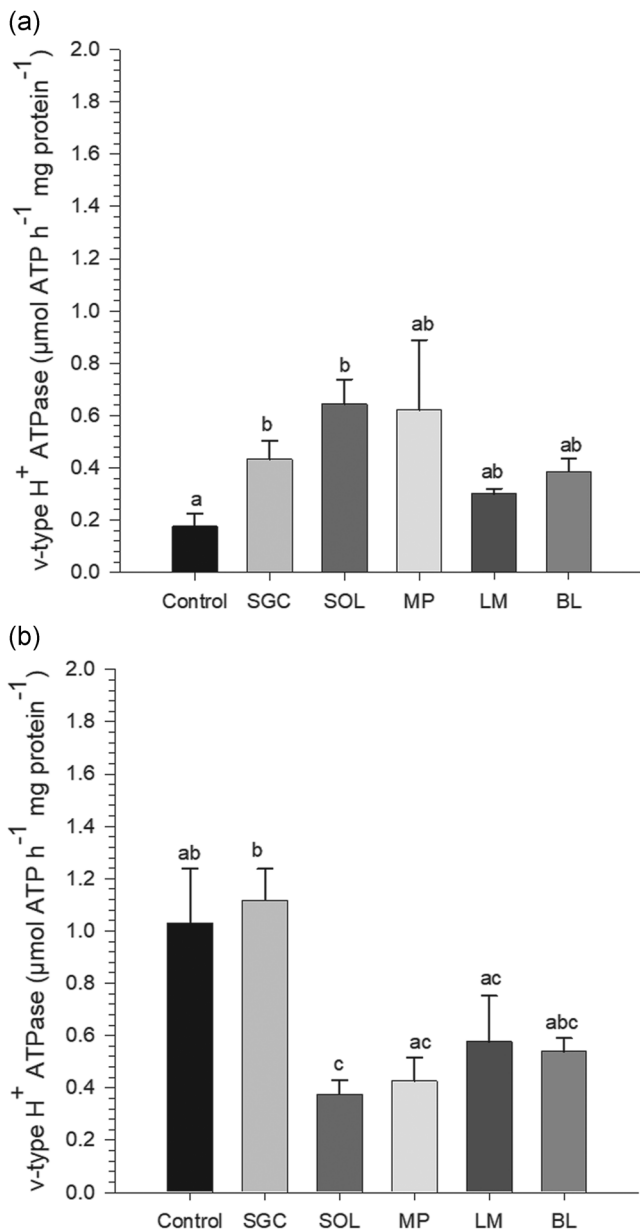 (a)
v-type H⁺ ATPase (µmol ATP h⁻¹ mg protein⁻¹)
2.0
1.8
1.6
1.4
1.2
1.0
0.8
0.6
0.4
0.2
0.0
a
b
b
ab
ab
ab
Control SGC SOL MP LM BL
(b)
v-type H⁺ ATPase (µmol ATP h⁻¹ mg protein⁻¹)
2.0
1.8
1.6
1.4
1.2
1.0
0.8
0.6
0.4
0.2
0.0
ab
b
c
ac
ac
abc
Control SGC SOL MP LM BL